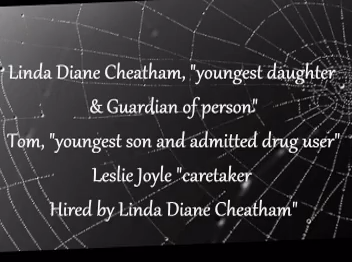 Linda Diane Cheatham, "youngest daughter
& Guardian of person"
Tom, "youngest son and admitted drug user"
Leslie Joyle "caretaker
Hired by Linda Diane Cheatham"